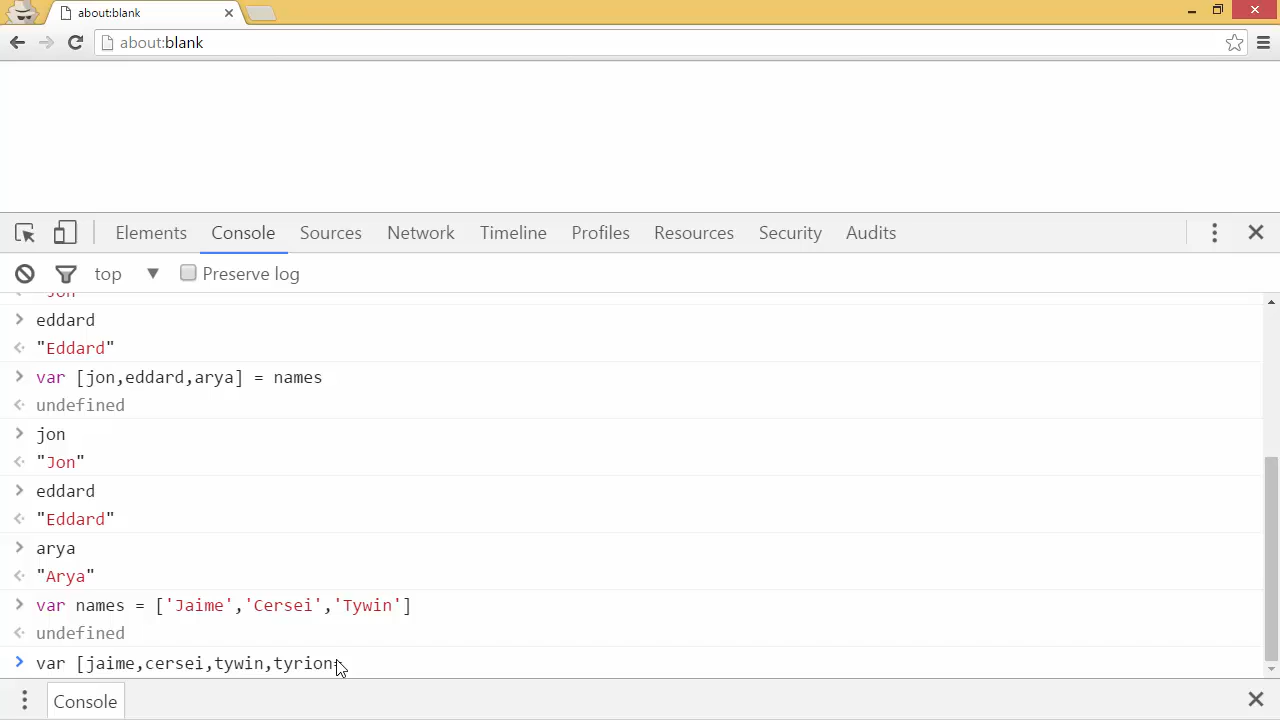 about:blank
about:blank
Elements Console Sources Network Timeline Profiles Resources Security Audits
top Preserve log
"Jon"
eddard
"Eddard"
var [jon,eddard,arya] = names
undefined
jon
"Jon"
eddard
"Eddard"
arya
"Arya"
var names = ['Jaime','Cersei','Tywin']
undefined
var [jaime,cersei,tywin,tyrion=
Console